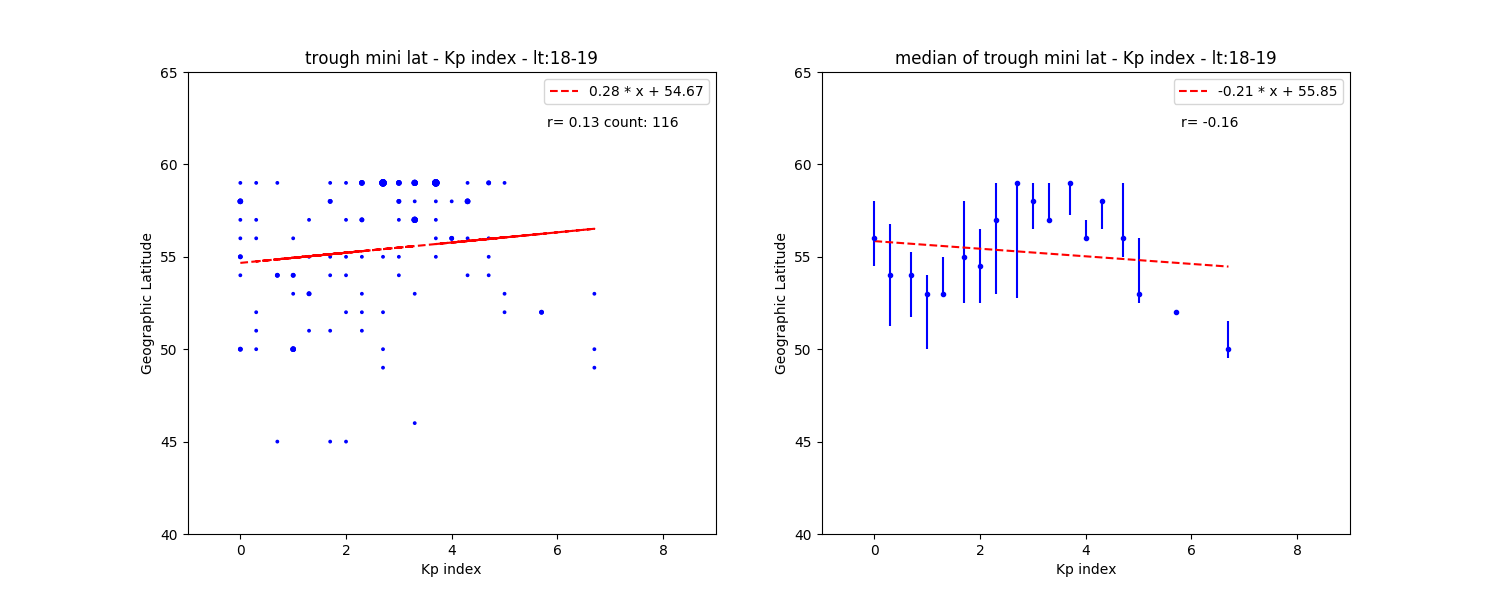 trough mini lat - Kp index - lt:18-19
0.28 * x + 54.67
r= 0.13 count: 116
65
60
55
50
45
40
Geographic Latitude
0 2 4 6 8
Kp index
median of trough mini lat - Kp index - lt:18-19
-0.21 * x + 55.85
r= -0.16
65
60
55
50
45
40
Geographic Latitude
0 2 4 6 8
Kp index